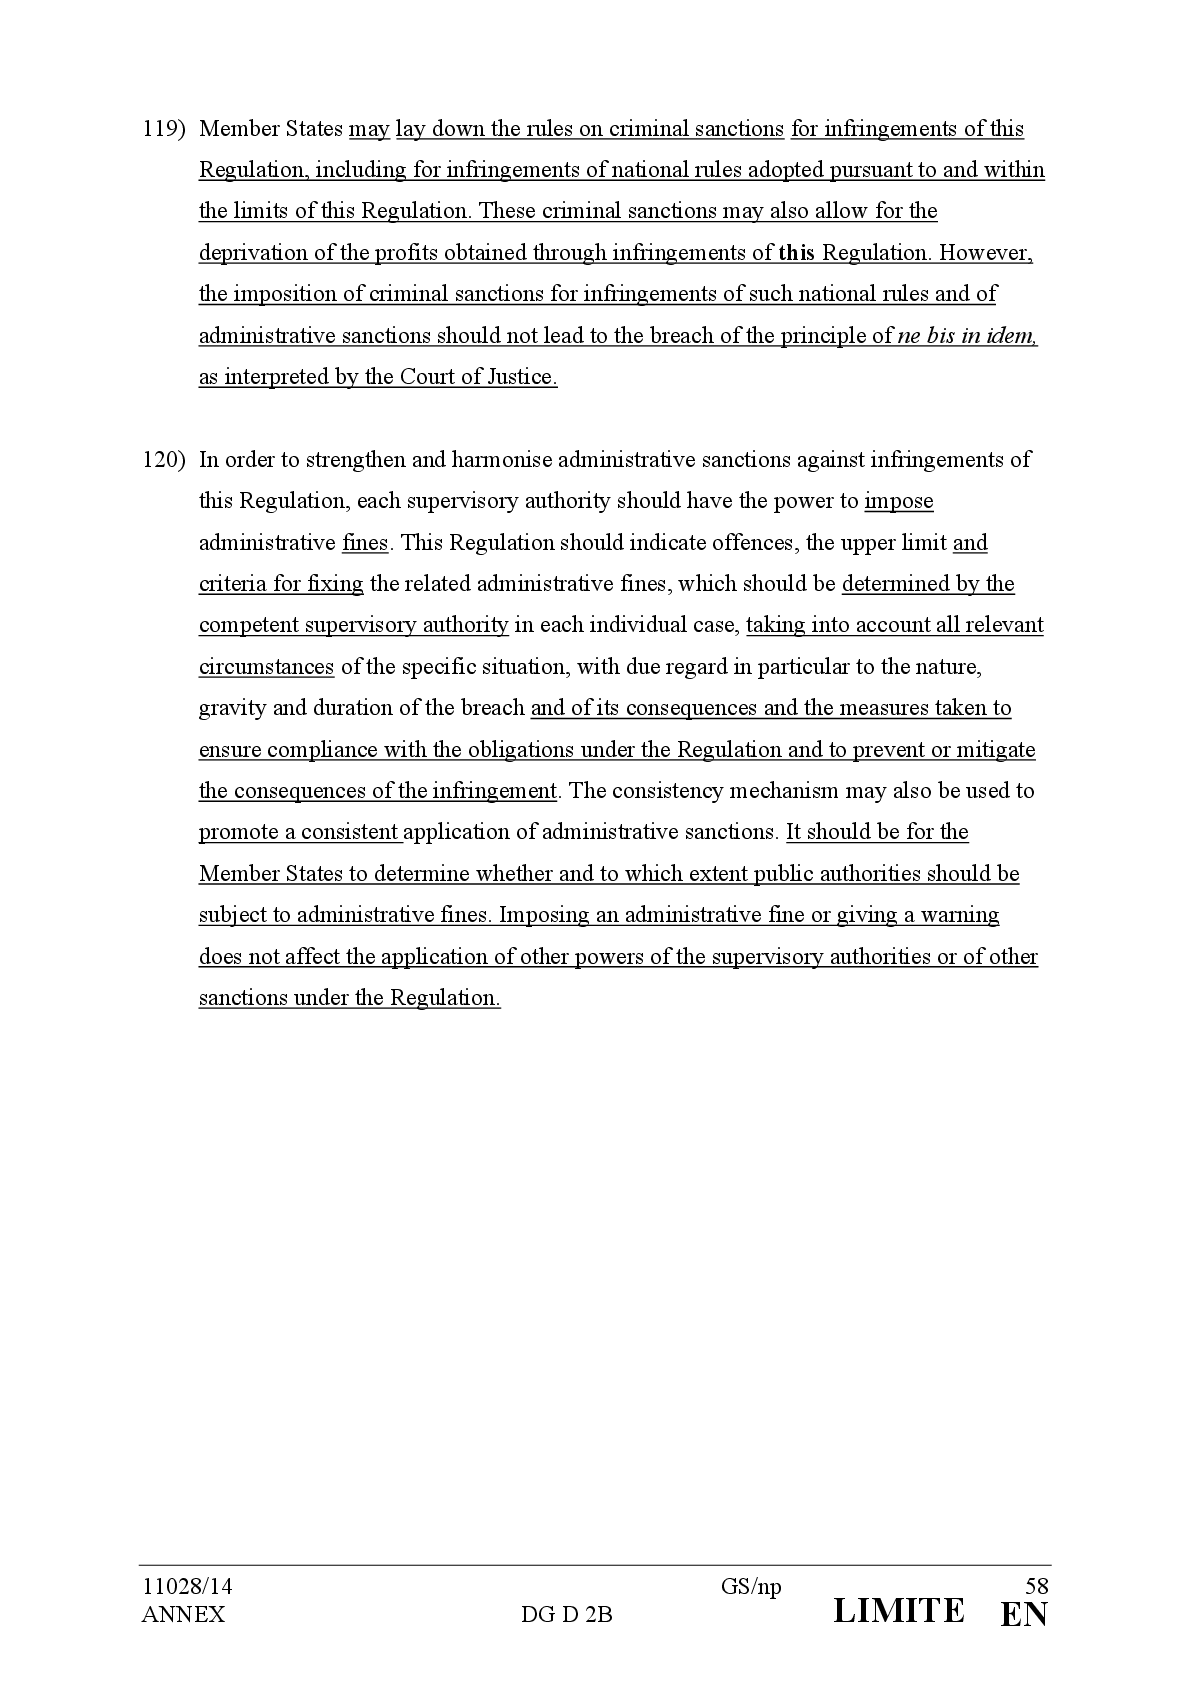 119) Member States may lay down the rules on criminal sanctions for infringements of this
Regulation, including for infringements of national rules adopted pursuant to and within
the limits of this Regulation. These criminal sanctions may also allow for the
deprivation of the profits obtained through infringements of this Regulation. However,
the imposition of criminal sanctions for infringements of such national rules and of
administrative sanctions should not lead to the breach of the principle of ne bis in idem,
as interpreted by the Court of Justice.
120) In order to strengthen and harmonise administrative sanctions against infringements of
this Regulation, each supervisory authority should have the power to impose
administrative fines. This Regulation should indicate offences, the upper limit and
criteria for fixing the related administrative fines, which should be determined by the
competent supervisory authority in each individual case, taking into account all relevant
circumstances of the specific situation, with due regard in particular to the nature,
gravity and duration of the breach and of its consequences and the measures taken to
ensure compliance with the obligations under the Regulation and to prevent or mitigate
the consequences of the infringement. The consistency mechanism may also be used to
promote a consistent application of administrative sanctions. It should be for the
Member States to determine whether and to which extent public authorities should be
subject to administrative fines. Imposing an administrative fine or giving a warning
does not affect the application of other powers of the supervisory authorities or of other
sanctions under the Regulation.
11028/14 GS/np 58
ANNEX DG D 2B LIMITE EN